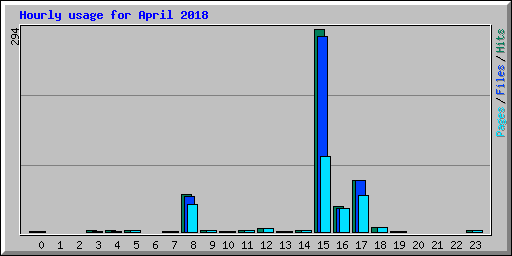 Hourly usage for April 2018
294
Pages/Files/Hits
0 1 2 3 4 5 6 7 8 9 10 11 12 13 14 15 16 17 18 19 20 21 22 23